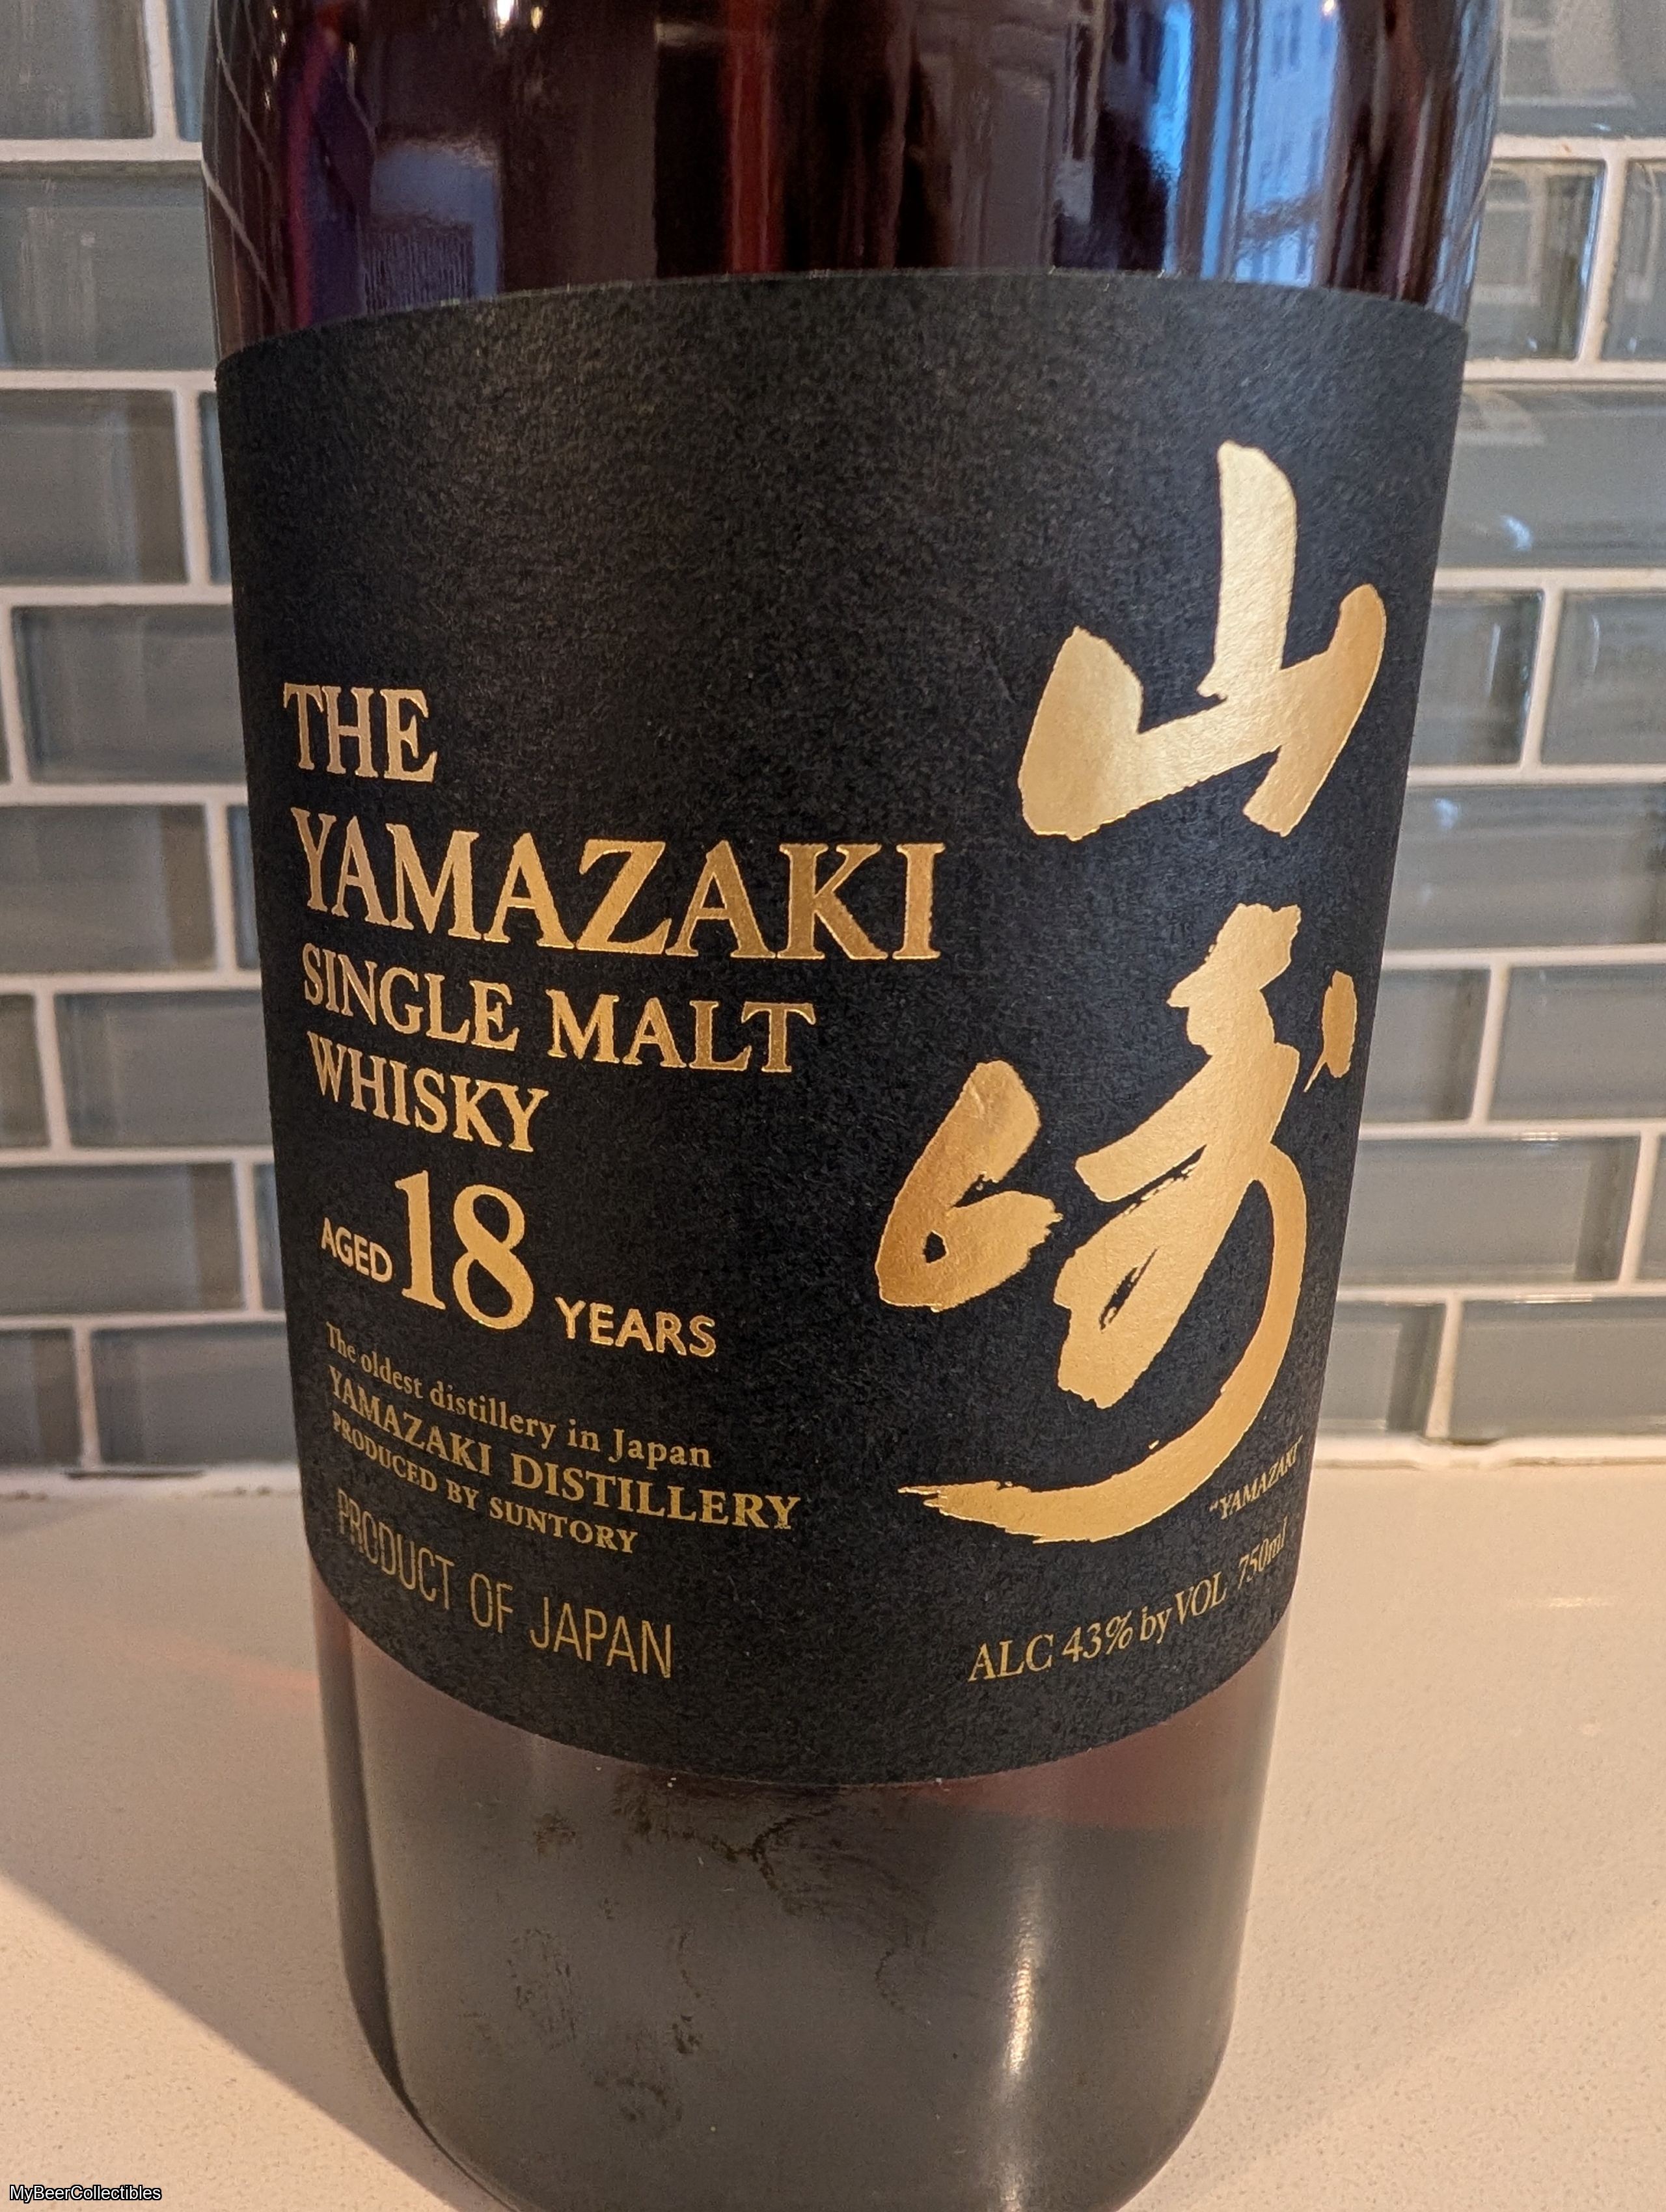 THE
YAMAZAKI
SINGLE MALT
WHISKY
AGED 18 YEARS
The oldest distillery in Japan
YAMAZAKI DISTILLERY
PRODUCED BY SUNTORY
PRODUCT OF JAPAN
山崎
"YAMAZAKI"
ALC 43% by VOL 750ml
MyBeerCollectibles